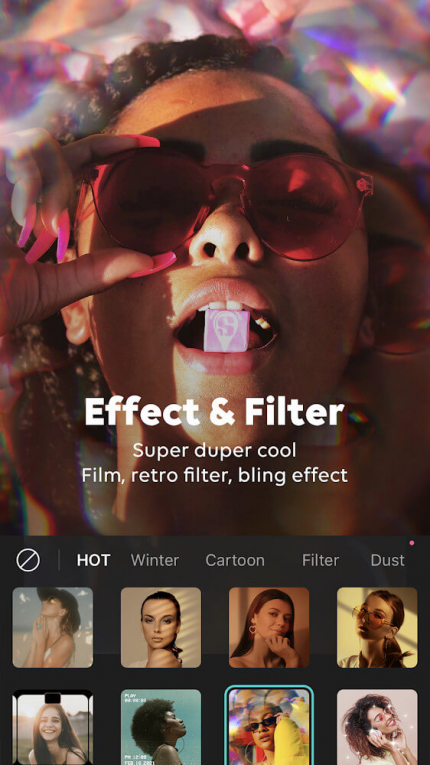 Effect & Filter
Super duper cool
Film, retro filter, bling effect
HOT Winter Cartoon Filter Dust
PLAY